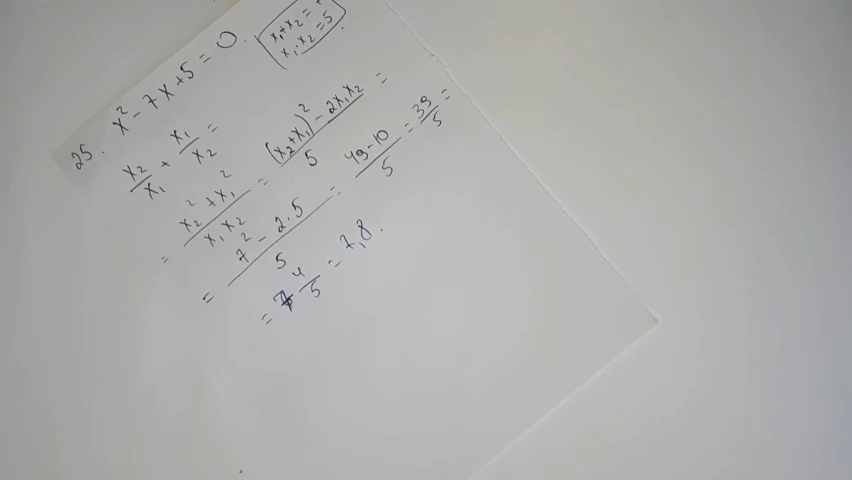 25. x² - 7x + 5 = 0.
x₁ + x₂ =
x₁ · x₂ = 5
x₂/x₁ + x₁/x₂ =
= (x₂² + x₁²)/(x₁x₂) = ((x₂ + x₁)² - 2x₁x₂)/5 =
= (7² - 2·5)/5 = (49 - 10)/5 = 39/5 =
= 7 4/5 = 7,8.